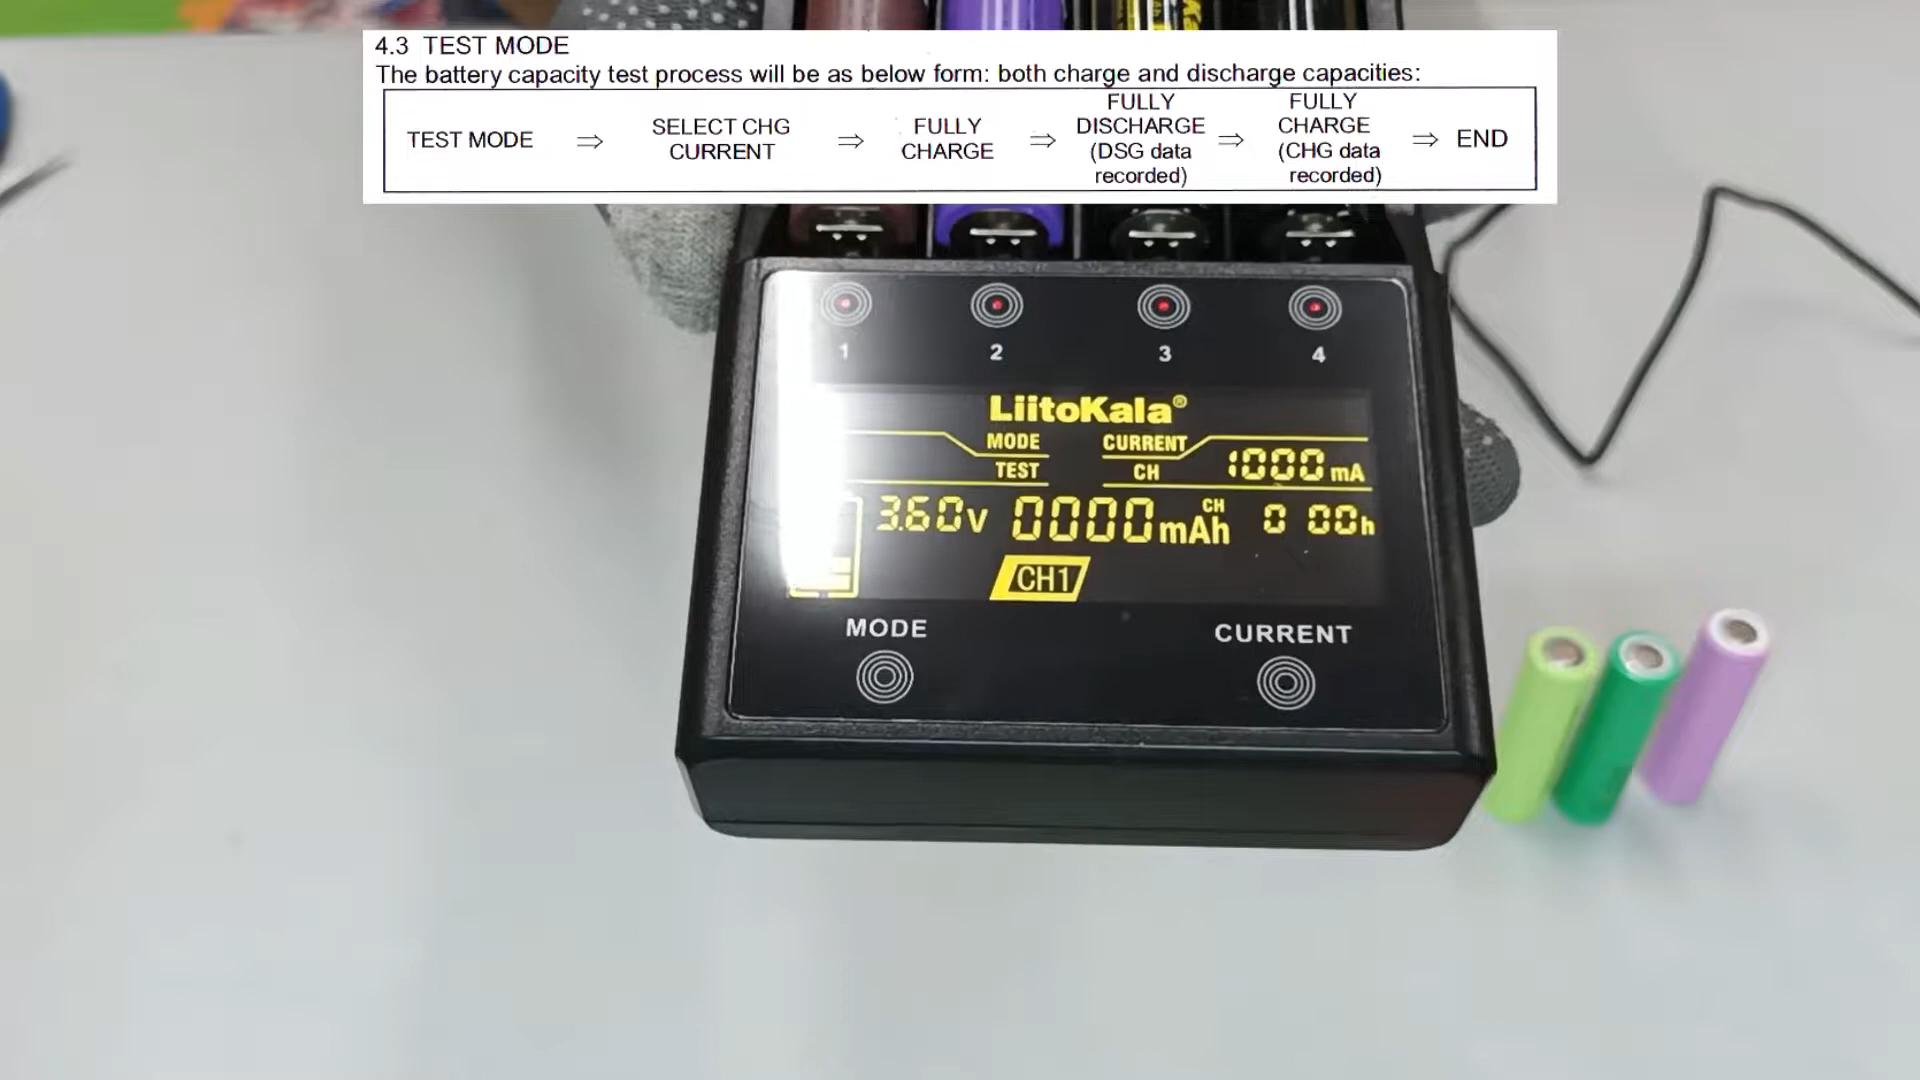 4.3 TEST MODE
The battery capacity test process will be as below form: both charge and discharge capacities:
TEST MODE ⇒ SELECT CHG CURRENT ⇒ FULLY CHARGE ⇒ FULLY DISCHARGE (DSG data recorded) ⇒ FULLY CHARGE (CHG data recorded) ⇒ END
1 2 3 4
LiitoKala®
MODE CURRENT
TEST CH 1000 mA
3.60V 0000mAh CH 0 00h
CH1
MODE CURRENT